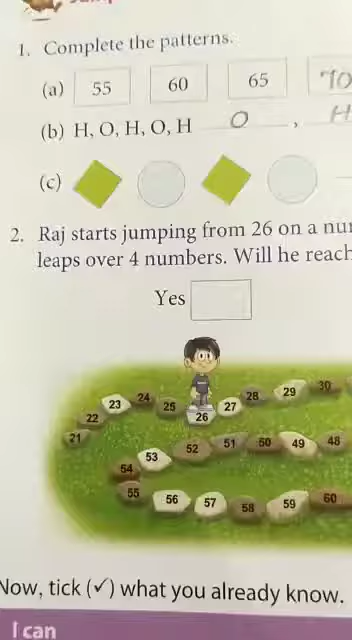 1. Complete the patterns.
(a) 55 60 65 70
(b) H, O, H, O, H O , H
(c)
2. Raj starts jumping from 26 on a
leaps over 4 numbers. Will he reach
Yes
21 22 23 24 25 26 27 28 29 30
54 53 52 51 50 49 48
55 56 57 58 59 60
Now, tick (✓) what you already know.
I can